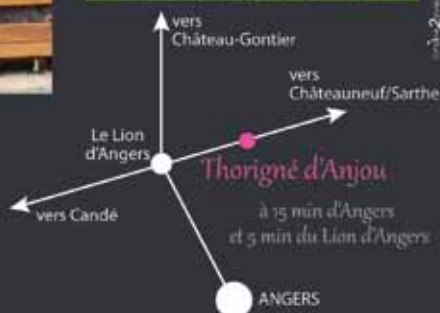 vers
Château-Gontier
vers
Châteauneuf/Sarthe
Le Lion
d'Angers
Thorigné d'Anjou
vers Candé
à 15 min d'Angers
et 5 min du Lion d'Angers
ANGERS